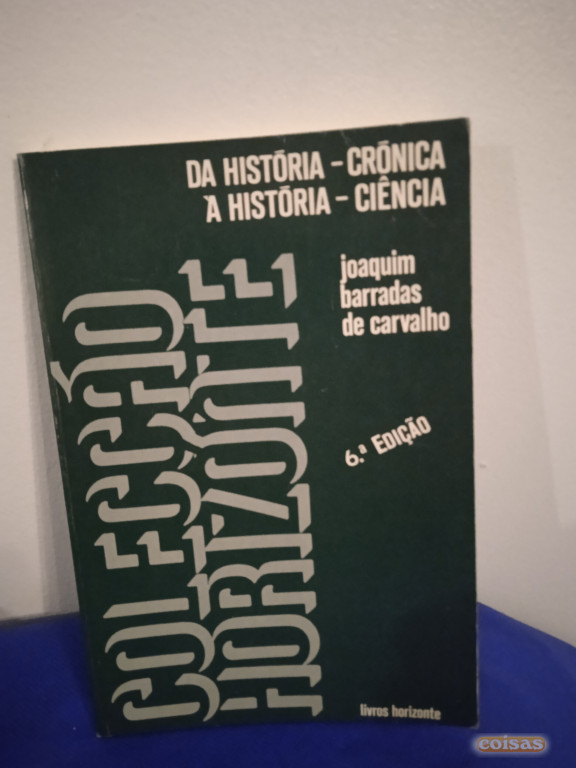 DA HISTÓRIA - CRÓNICA
À HISTÓRIA - CIÊNCIA
joaquim
barradas
de carvalho
6.ª EDIÇÃO
COLECÇÃO
HORIZONTE
livros horizonte
coisas